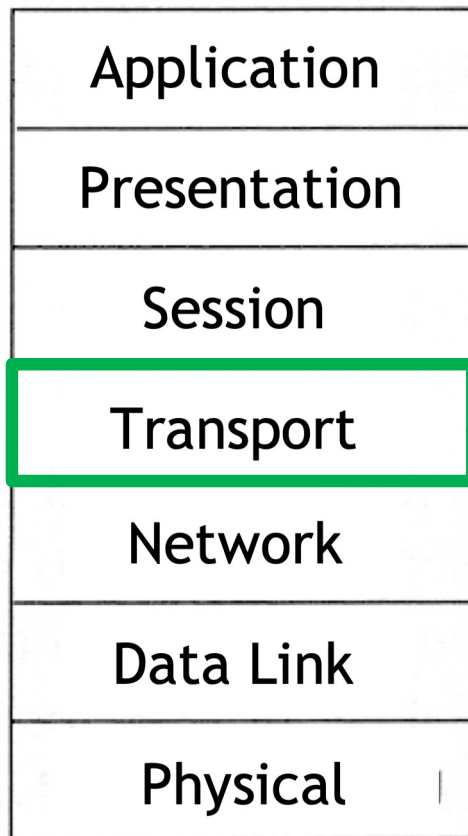 Application
Presentation
Session
Transport
Network
Data Link
Physical